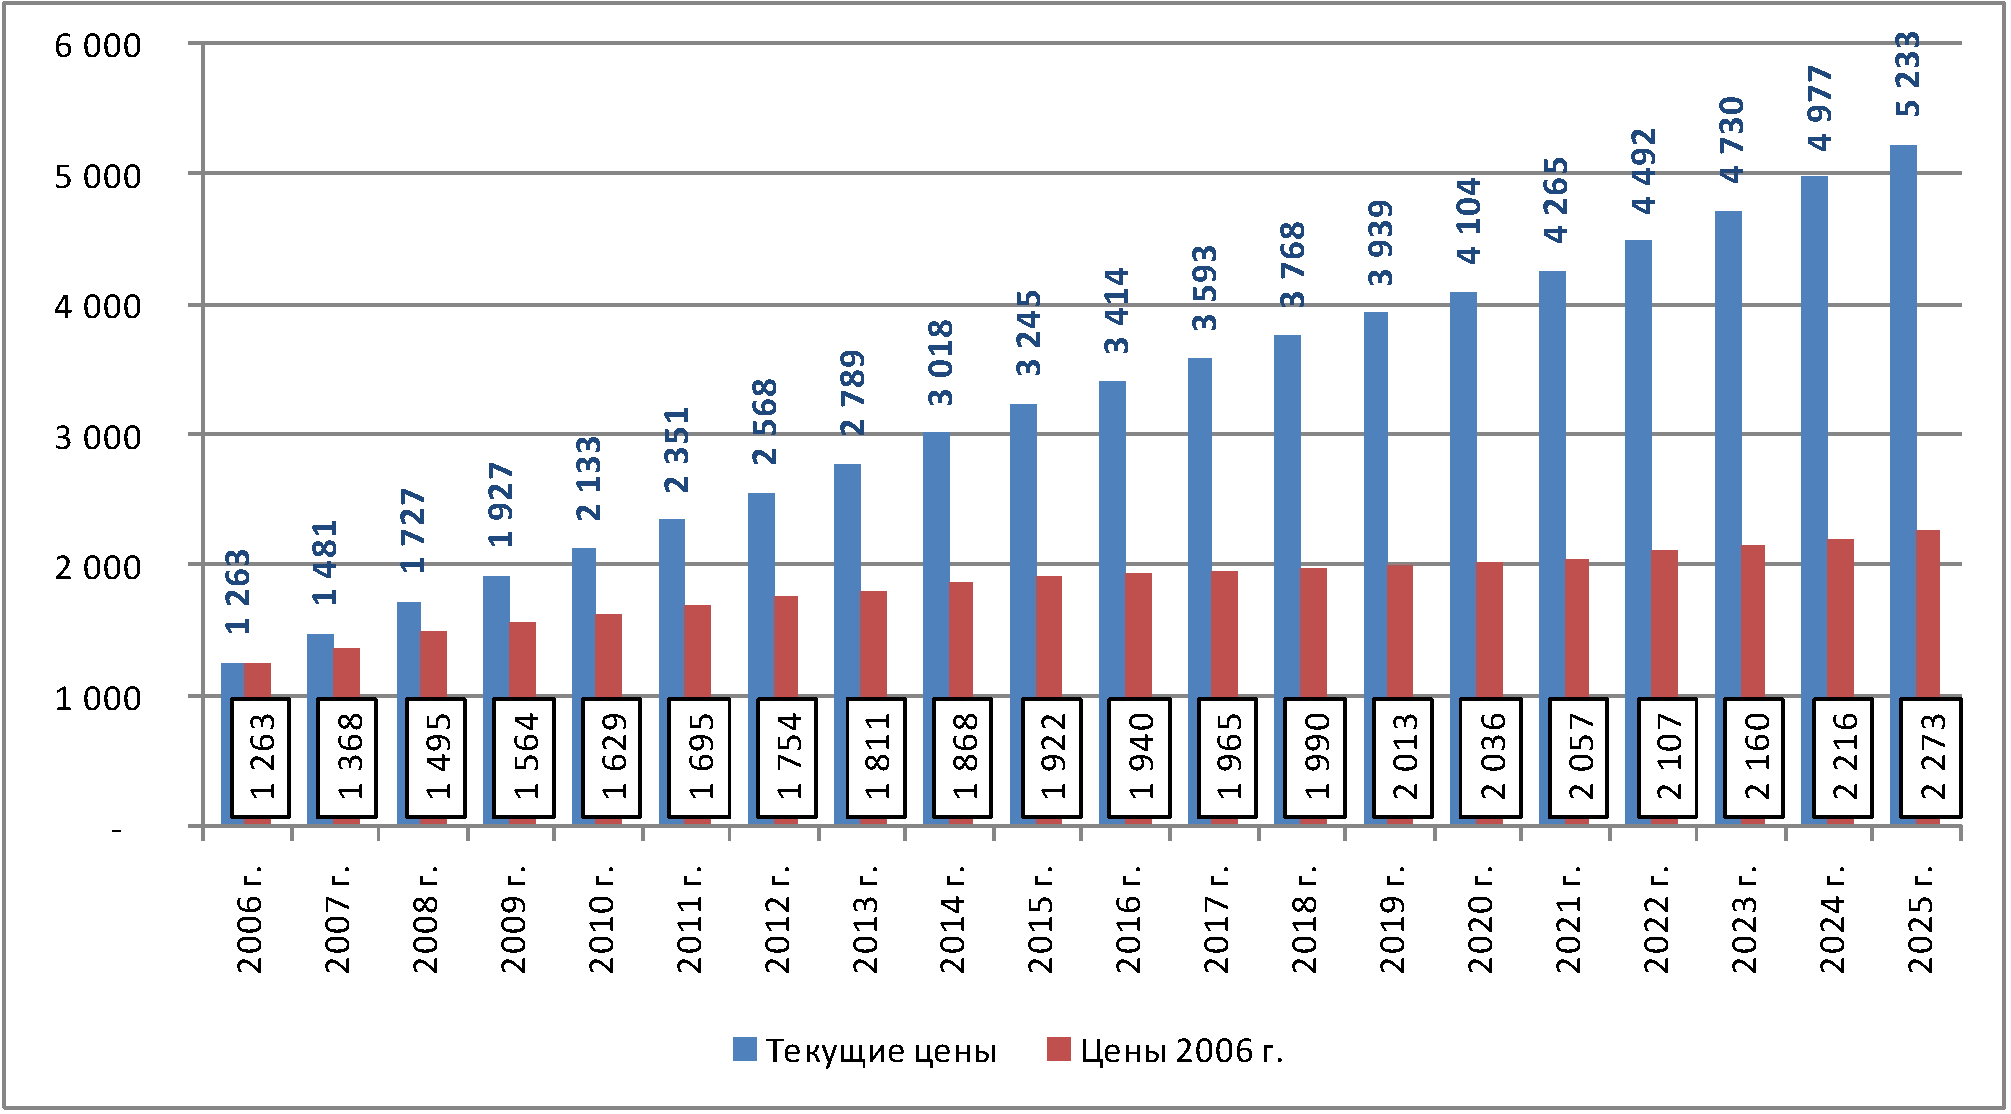 6 000
5 000
4 000
3 000
2 000
1 000
-
1 263
1 481
1 727
1 927
2 133
2 351
2 568
2 789
3 018
3 245
3 414
3 593
3 768
3 939
4 104
4 265
4 492
4 730
4 977
5 233
1 263
1 368
1 495
1 564
1 629
1 695
1 754
1 811
1 868
1 922
1 940
1 965
1 990
2 013
2 036
2 057
2 107
2 160
2 216
2 273
2006 г.
2007 г.
2008 г.
2009 г.
2010 г.
2011 г.
2012 г.
2013 г.
2014 г.
2015 г.
2016 г.
2017 г.
2018 г.
2019 г.
2020 г.
2021 г.
2022 г.
2023 г.
2024 г.
2025 г.
Текущие цены
Цены 2006 г.